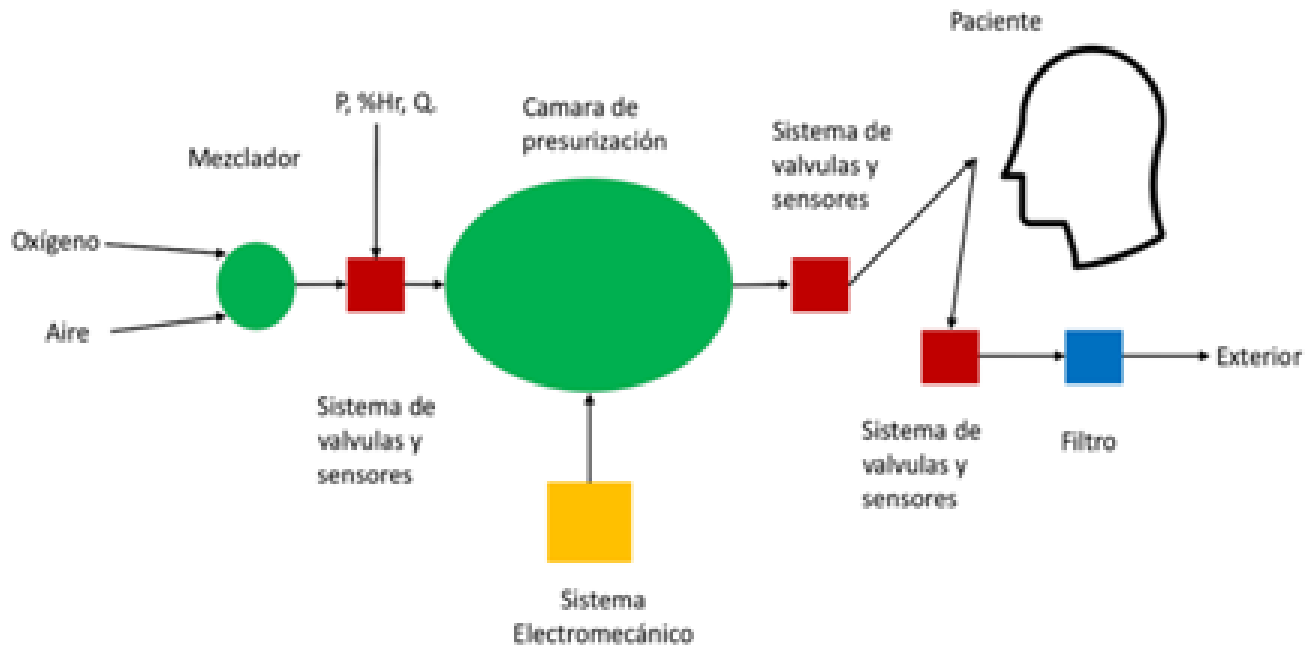 Paciente
P, %Hr, Q.
Camara de
presurización
Sistema de
valvulas y
sensores
Mezclador
Oxígeno
Aire
Sistema de
valvulas y
sensores
Exterior
Sistema de
valvulas y
sensores
Filtro
Sistema
Electromecánico